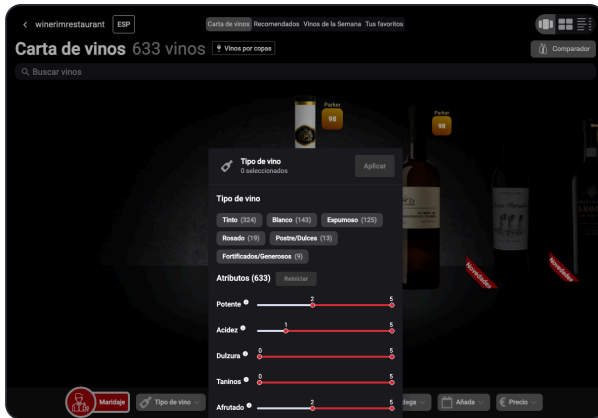 winerimrestaurant ESP Carta de vinos Recomendados Vinos de la Semana Tus favoritos
Carta de vinos 633 vinos Vinos por copas Comparador
Buscar vinos
Parker
98
Parker
98
Tipo de vino
0 seleccionados
Aplicar
Tipo de vino
Tinto (324) Blanco (143) Espumoso (125)
Rosado (19) Postre/Dulces (13)
Fortificados/Generosos (9)
Atributos (633) Reiniciar
Potente 2 5
Acidez 1 5
Dulzura 0 5
Taninos 0 5
Afrutado 2 5
Novedades
Novedades
Maridaje Tipo de vino dega Añada € Precio